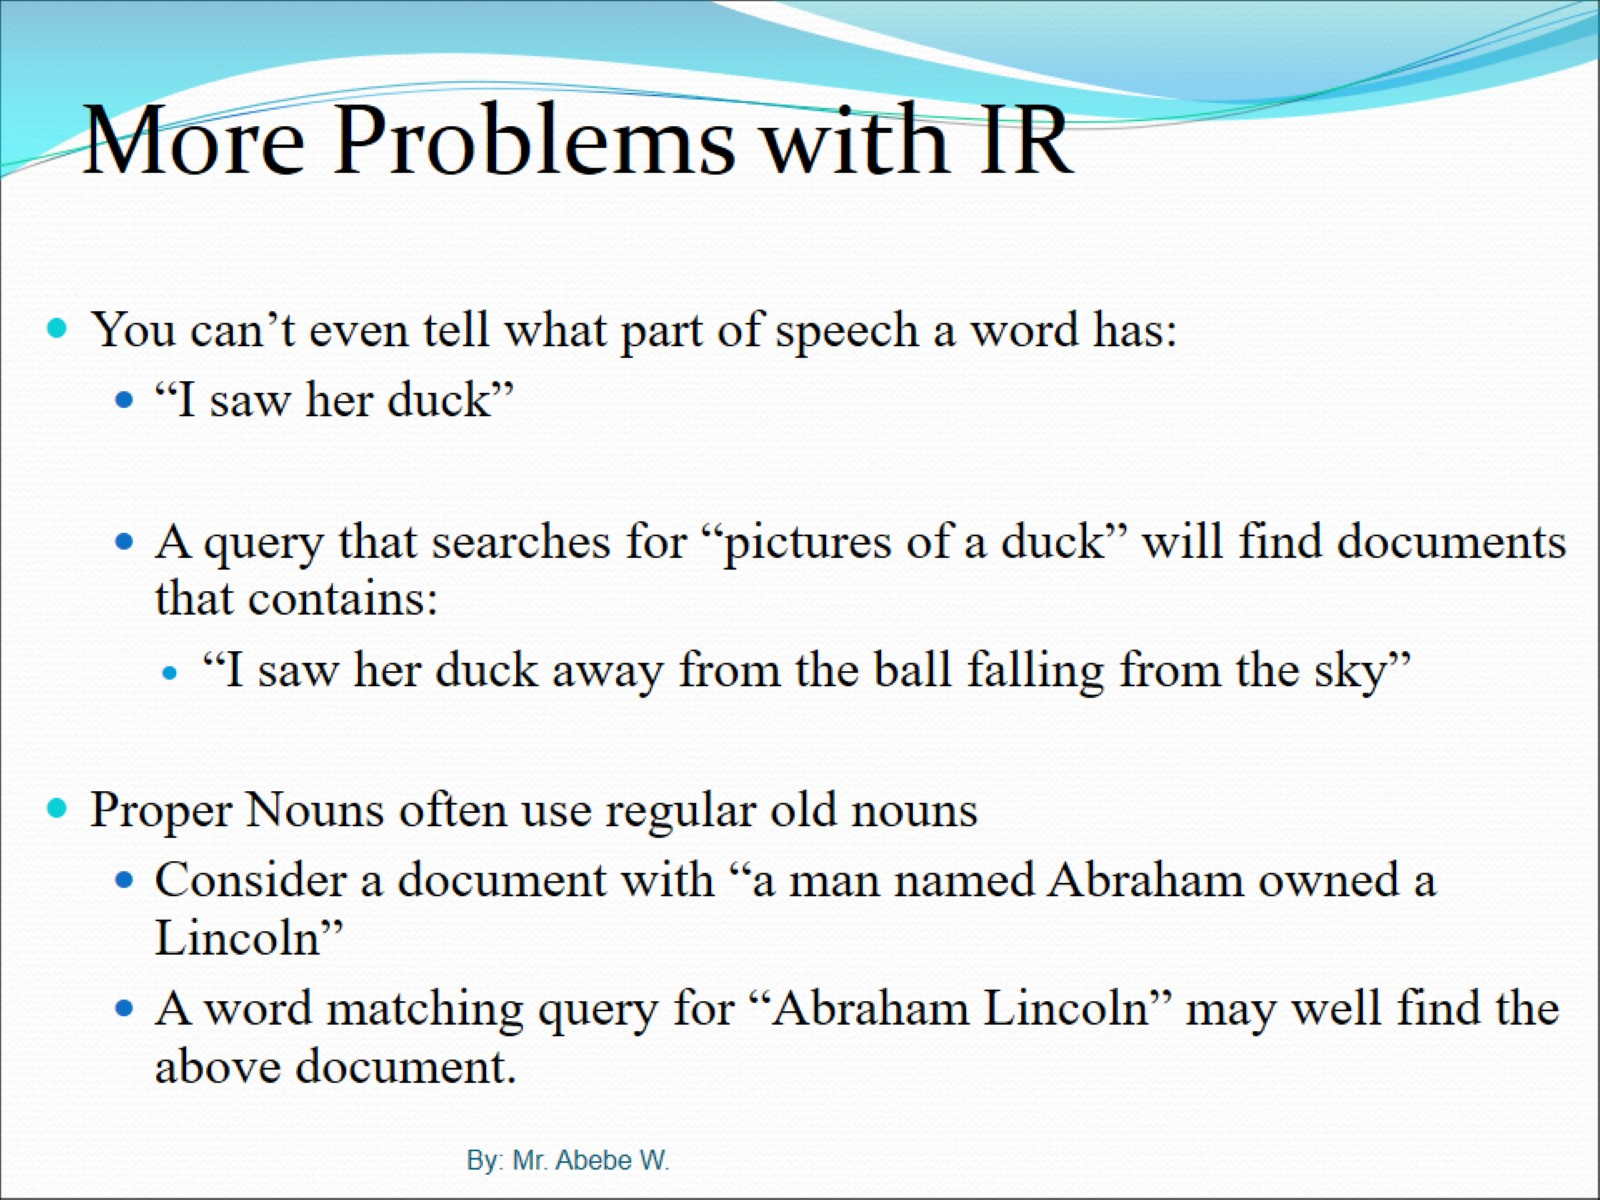 More Problems with IR
• You can’t even tell what part of speech a word has:
• “I saw her duck”
• A query that searches for “pictures of a duck” will find documents
that contains:
• “I saw her duck away from the ball falling from the sky”
• Proper Nouns often use regular old nouns
• Consider a document with “a man named Abraham owned a
Lincoln”
• A word matching query for “Abraham Lincoln” may well find the
above document.
By: Mr. Abebe W.